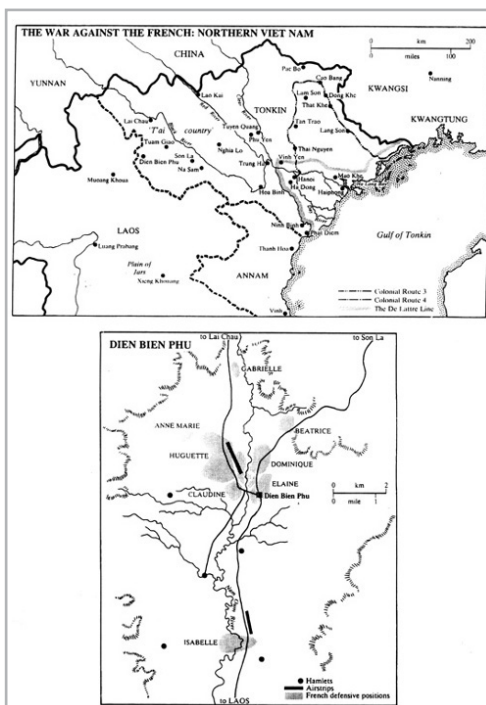 THE WAR AGAINST THE FRENCH: NORTHERN VIET NAM
0 km 200
0 miles 100
CHINA
YUNNAN
Pac Bo
Cao Bang
KWANGSI
Nanning
Lao Kai
Lam Son
Dong Khe
TONKIN
That Khe
KWANGTUNG
Lai Chau
'T'ai country'
Tuyen Quang
Tan Trao
Lang Son
Phu Yen
Tuam Giao
Son La
Nghia Lo
Thai Nguyen
Dien Bien Phu
Na Sam
Trung Ha
Vinh Yen
Muong Khoua
Hanoi
Mao Khe
Hoa Binh
Ha Dong
Haiphong
LAOS
Ninh Binh
Phat Diem
Luang Prabang
Thanh Hoa
Gulf of Tonkin
Plain of Jars
ANNAM
Xieng Khouang
Colonial Route 3
Colonial Route 4
The De Lattre Line
Vinh
to Lai Chau
to Son La
DIEN BIEN PHU
GABRIELLE
ANNE MARIE
BEATRICE
HUGUETTE
DOMINIQUE
ELAINE
CLAUDINE
Dien Bien Phu
0 km 2
0 mile 1
ISABELLE
Hamlets
Airstrips
French defensive positions
to LAOS